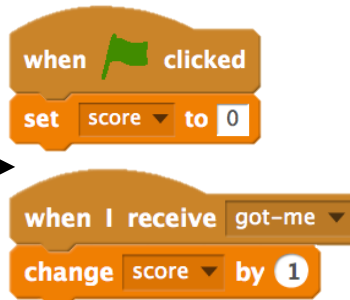 when clicked
set score to 0
when I receive got-me
change score by 1